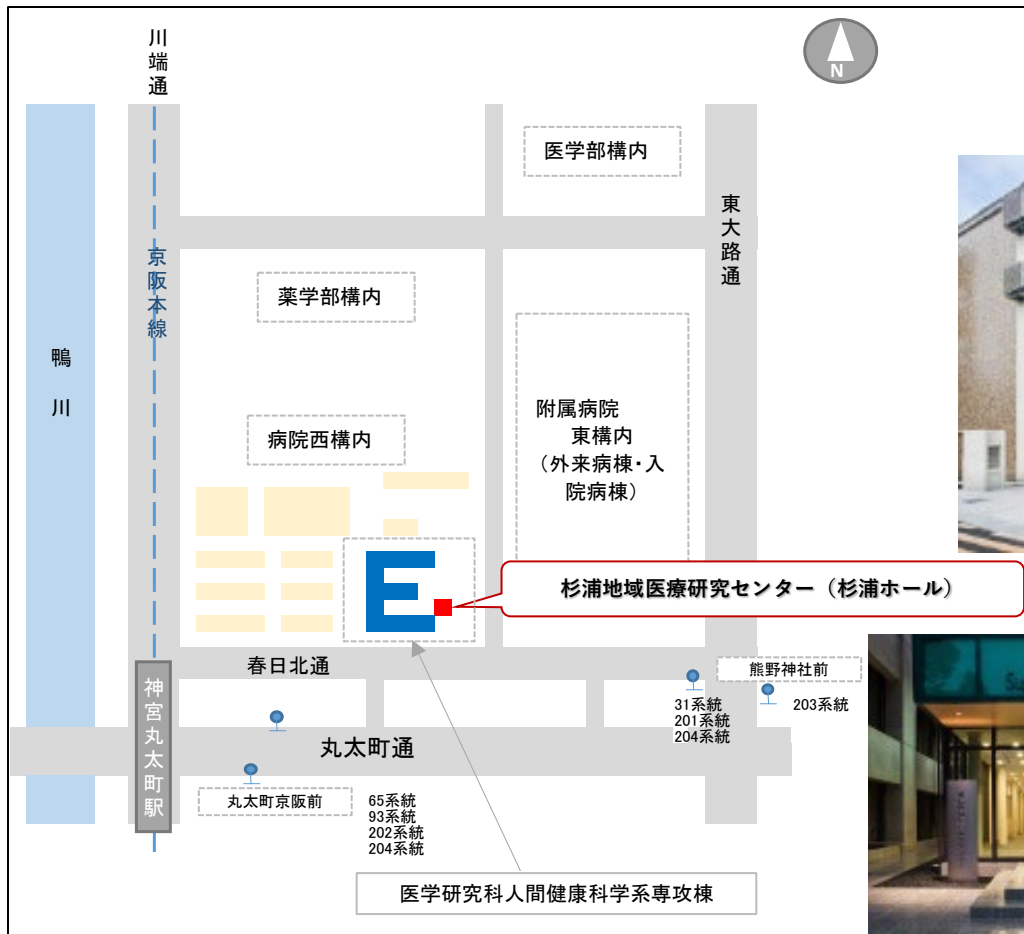 川端通
N
医学部構内
東大路通
京阪本線
薬学部構内
鴨川
附属病院
東構内
（外来病棟・入
院病棟）
病院西構内
杉浦地域医療研究センター（杉浦ホール）
春日北通
熊野神社前
神宮丸太町駅
31系統
201系統
204系統
203系統
丸太町通
丸太町京阪前
65系統
93系統
202系統
204系統
医学研究科人間健康科学系専攻棟